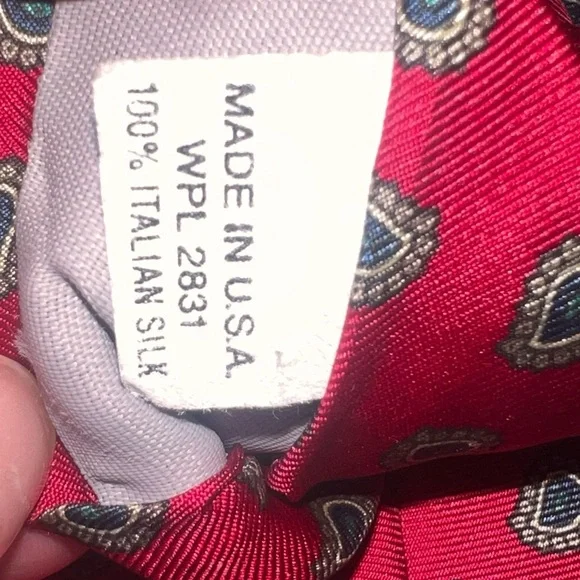 MADE IN U.S.A.
WPL 2831
100% ITALIAN SILK